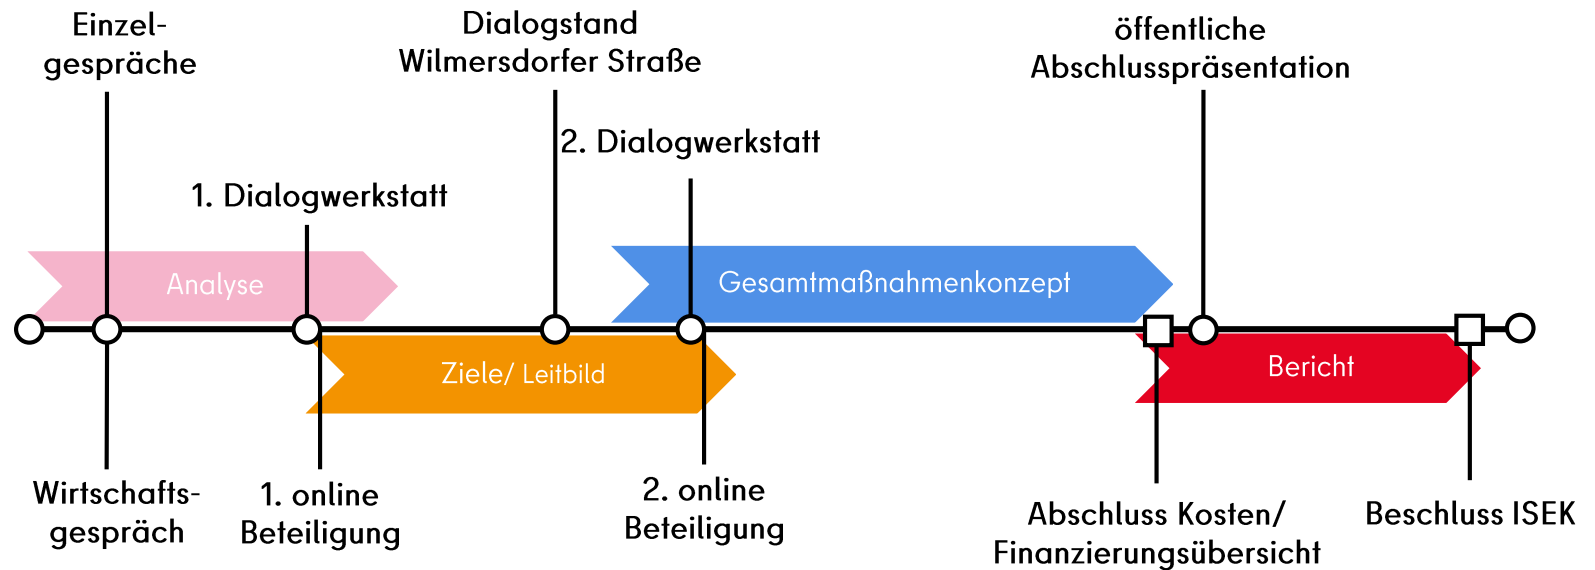 Einzel-
gespräche
Dialogstand
Wilmersdorfer Straße
öffentliche
Abschlusspräsentation
2. Dialogwerkstatt
1. Dialogwerkstatt
Analyse
Gesamtmaßnahmenkonzept
Ziele/ Leitbild
Bericht
Wirtschafts-
gespräch
1. online
Beteiligung
2. online
Beteiligung
Abschluss Kosten/
Finanzierungsübersicht
Beschluss ISEK